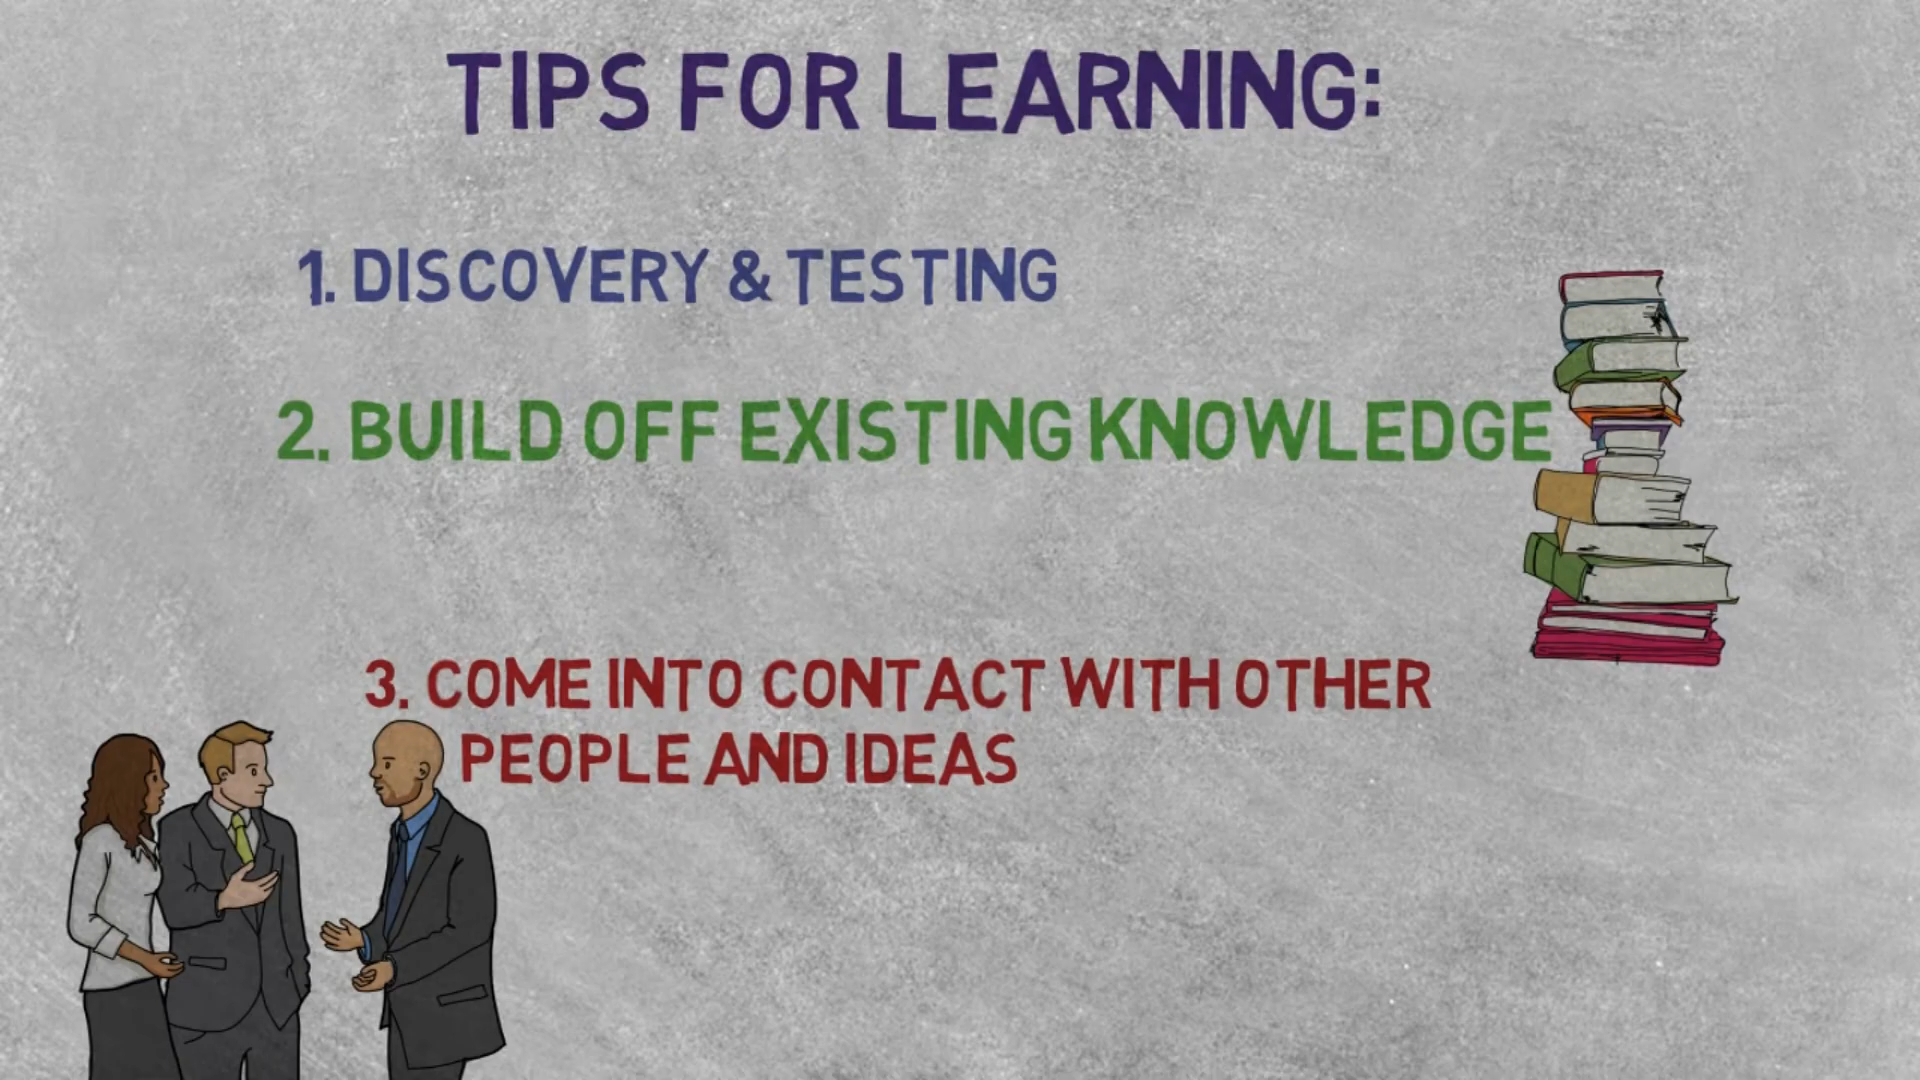 TIPS FOR LEARNING:
1. DISCOVERY & TESTING
2. BUILD OFF EXISTING KNOWLEDGE
3. COME INTO CONTACT WITH OTHER
PEOPLE AND IDEAS